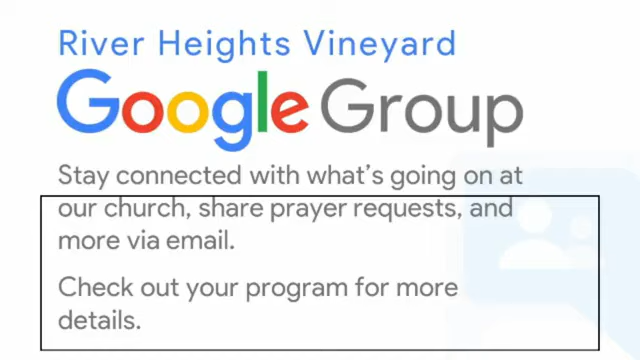 River Heights Vineyard
Google Group
Stay connected with what's going on at
our church, share prayer requests, and
more via email.
Check out your program for more
details.